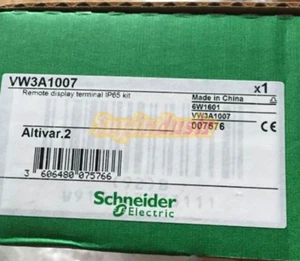 VW3A1007
x1
Remote display terminal IP65 kit
Made in China
6W1601
VW3A1007
007576
CE
Altivar.2
3 606480 075766
Schneider
Electric